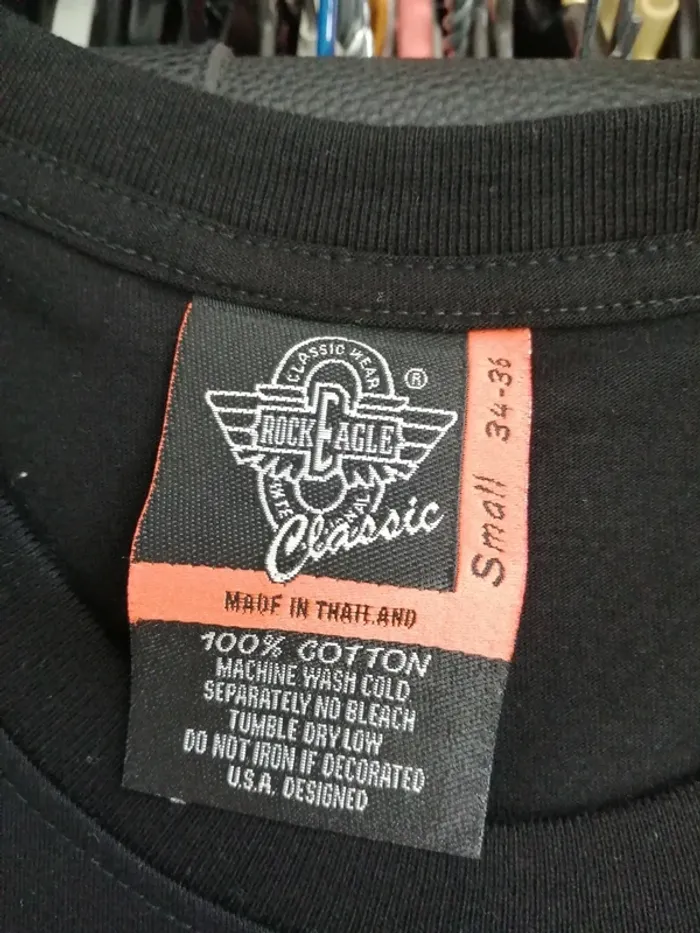 CLASSIC WEAR
®
ROCK EAGLE
Classic
Small 34-36
MADE IN THAILAND
100% COTTON
MACHINE WASH COLD
SEPARATELY NO BLEACH
TUMBLE DRY LOW
DO NOT IRON IF DECORATED
U.S.A. DESIGNED